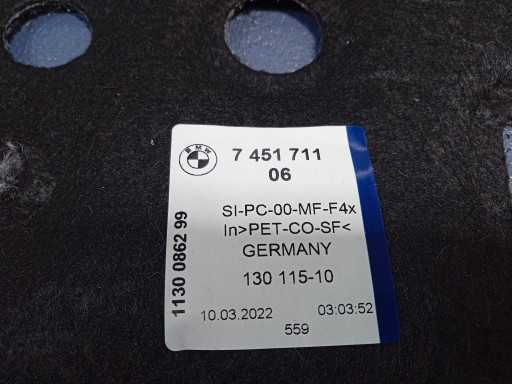 BMW
7 451 711
06
SI-PC-00-MF-F4x
In>PET-CO-SF<
GERMANY
130 115-10
10.03.2022 03:03:52
559
1130 0862 99